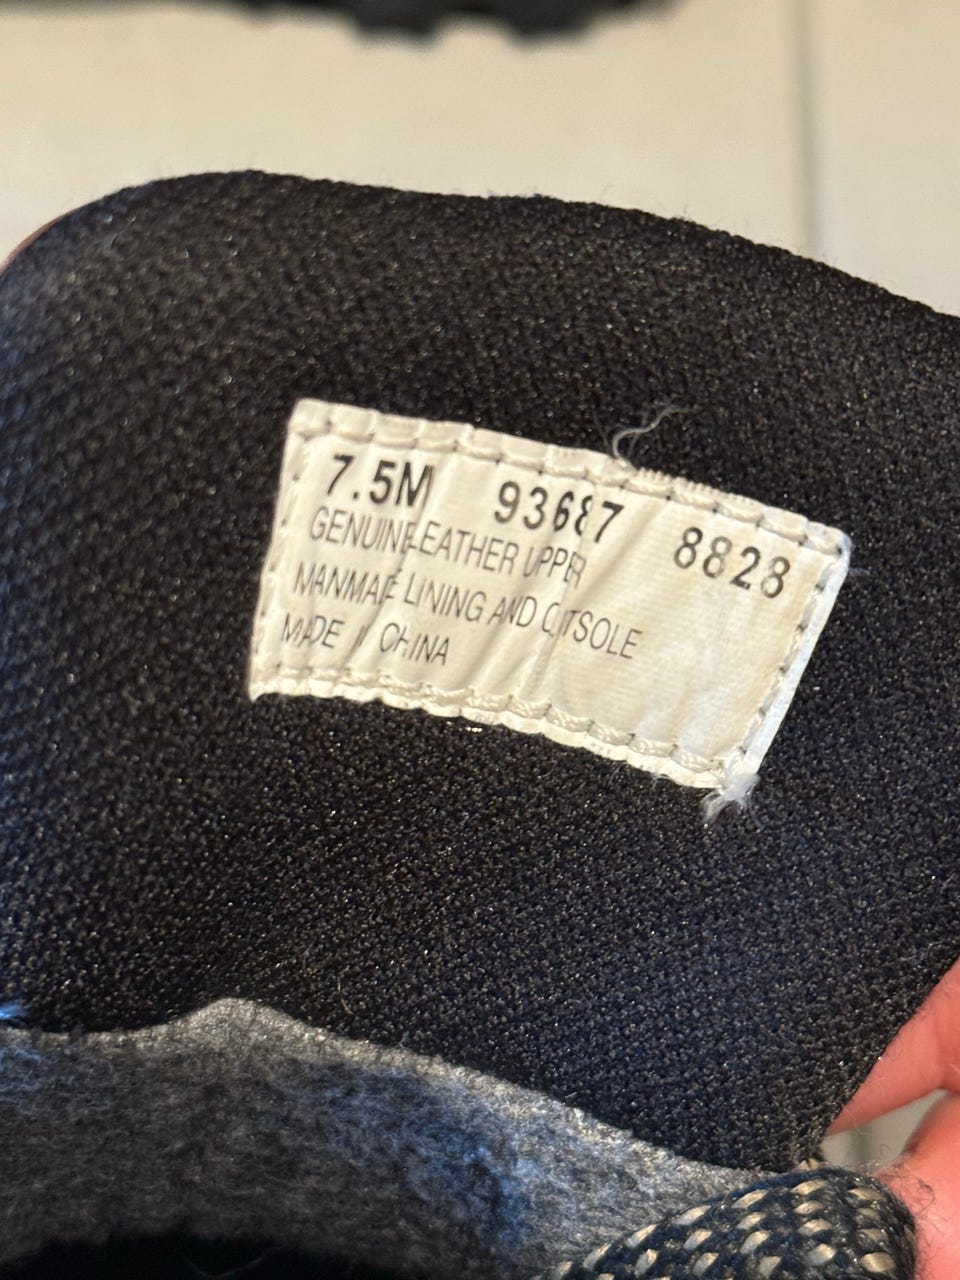 7.5M 93687 8828
GENUINE LEATHER UPPER
MANMADE LINING AND OUTSOLE
MADE IN CHINA